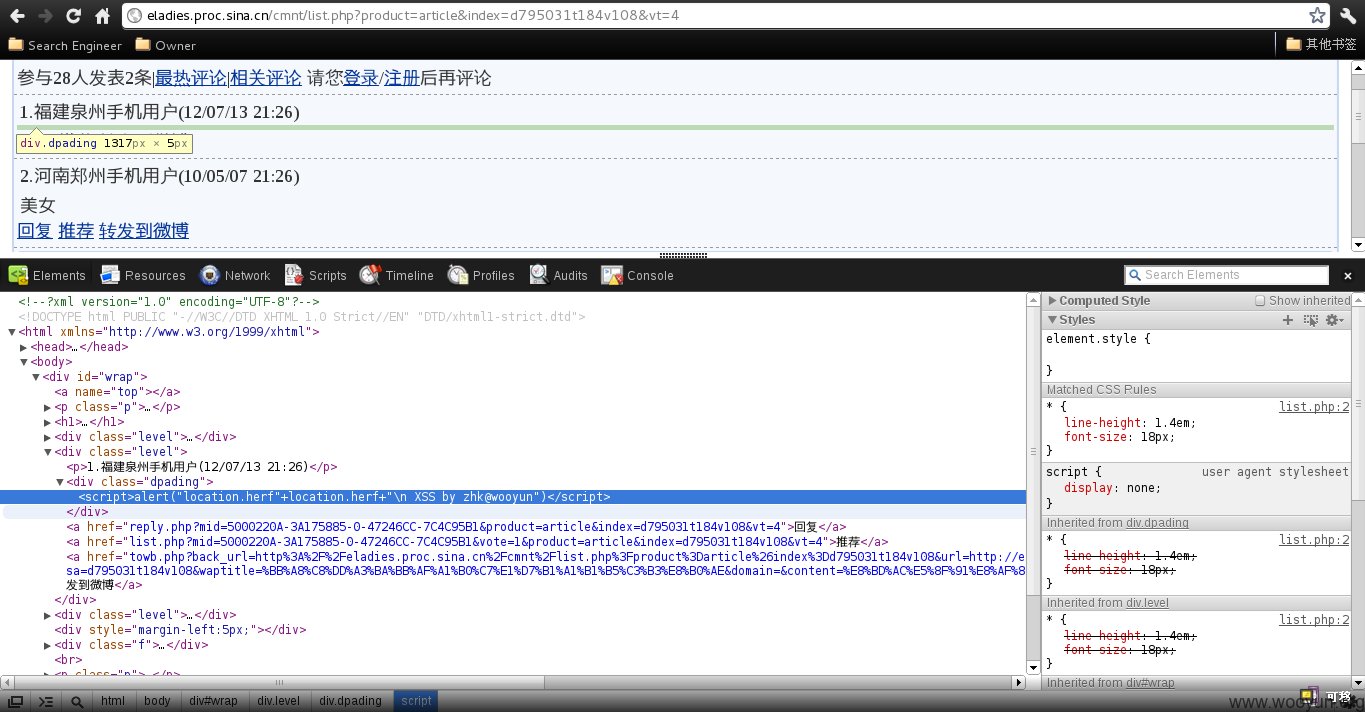 eladies.proc.sina.cn/cmnt/list.php?product=article&index=d795031t184v108&vt=4
Search Engineer Owner 其他书签
参与28人发表2条|最热评论|相关评论 请您登录/注册后再评论
1.福建泉州手机用户(12/07/13 21:26)
div.dpading 1317px × 5px
2.河南郑州手机用户(10/05/07 21:26)
美女
回复 推荐 转发到微博
Elements Resources Network Scripts Timeline Profiles Audits Console Search Elements
<!--?xml version="1.0" encoding="UTF-8"?-->
<!DOCTYPE html PUBLIC "-//W3C//DTD XHTML 1.0 Strict//EN" "DTD/xhtml1-strict.dtd">
<html xmlns="http://www.w3.org/1999/xhtml">
<head>…</head>
<body>
<div id="wrap">
<a name="top"></a>
<p class="p">…</p>
<h1>…</h1>
<div class="level">…</div>
<div class="level">
<p>1.福建泉州手机用户(12/07/13 21:26)</p>
<div class="dpading">
<script>alert("location.herf"+location.herf+"\n XSS by zhk@wooyun")</script>
</div>
<a href="reply.php?mid=5000220A-3A175885-0-47246CC-7C4C95B1&product=article&index=d795031t184v108&vt=4">回复</a>
<a href="list.php?mid=5000220A-3A175885-0-47246CC-7C4C95B1&vote=1&product=article&index=d795031t184v108&vt=4">推荐</a>
<a href="towb.php?back_url=http%3A%2F%2Feladies.proc.sina.cn%2Fcmnt%2Flist.php%3Fproduct%3Darticle%26index%3Dd795031t184v108&url=http://e
sa=d795031t184v108&waptitle=%BB%A8%C8%DD%A3%BA%BB%AF%A1%B0%C7%E1%D7%B1%A1%B1%B5%C3%B3%E8%B0%AE&domain=&content=%E8%BD%AC%E5%8F%91%E8%AF%8
发到微博</a>
</div>
<div class="level">…</div>
<div style="margin-left:5px;"></div>
<div class="f">…</div>
<br>
<p class="p">…</p>
html body div#wrap div.level div.dpading script
Computed Style Show inherited
Styles
element.style {
}
Matched CSS Rules
* { list.php:2
line-height: 1.4em;
font-size: 18px;
}
script { user agent stylesheet
display: none;
}
Inherited from div.dpading
* { list.php:2
line-height: 1.4em;
font-size: 18px;
}
Inherited from div.level
* { list.php:2
line-height: 1.4em;
font-size: 18px;
}
Inherited from div#wrap
可移
www.wooyun.org